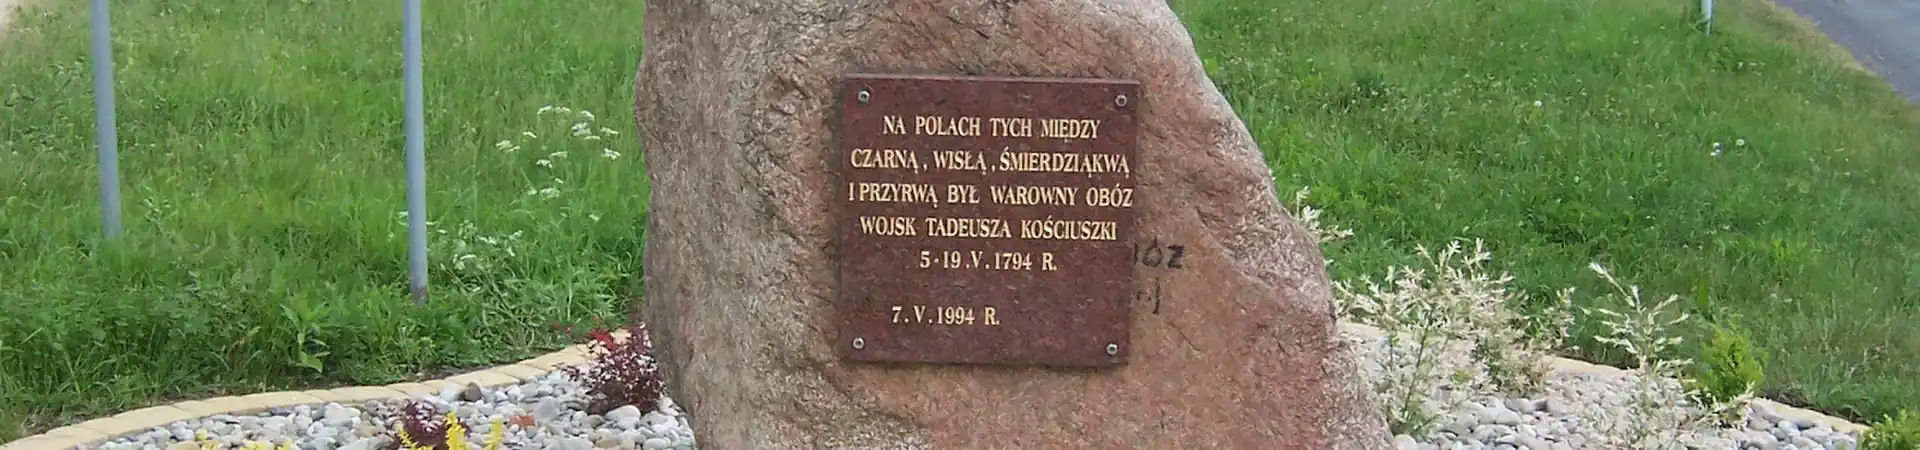 NA POLACH TYCH MIĘDZY
CZARNĄ, WISŁĄ, ŚMIERDZIĄKWĄ
I PRZYRWĄ BYŁ WAROWNY OBÓZ
WOJSK TADEUSZA KOŚCIUSZKI
5-19.V.1794 R.
7.V.1994 R.